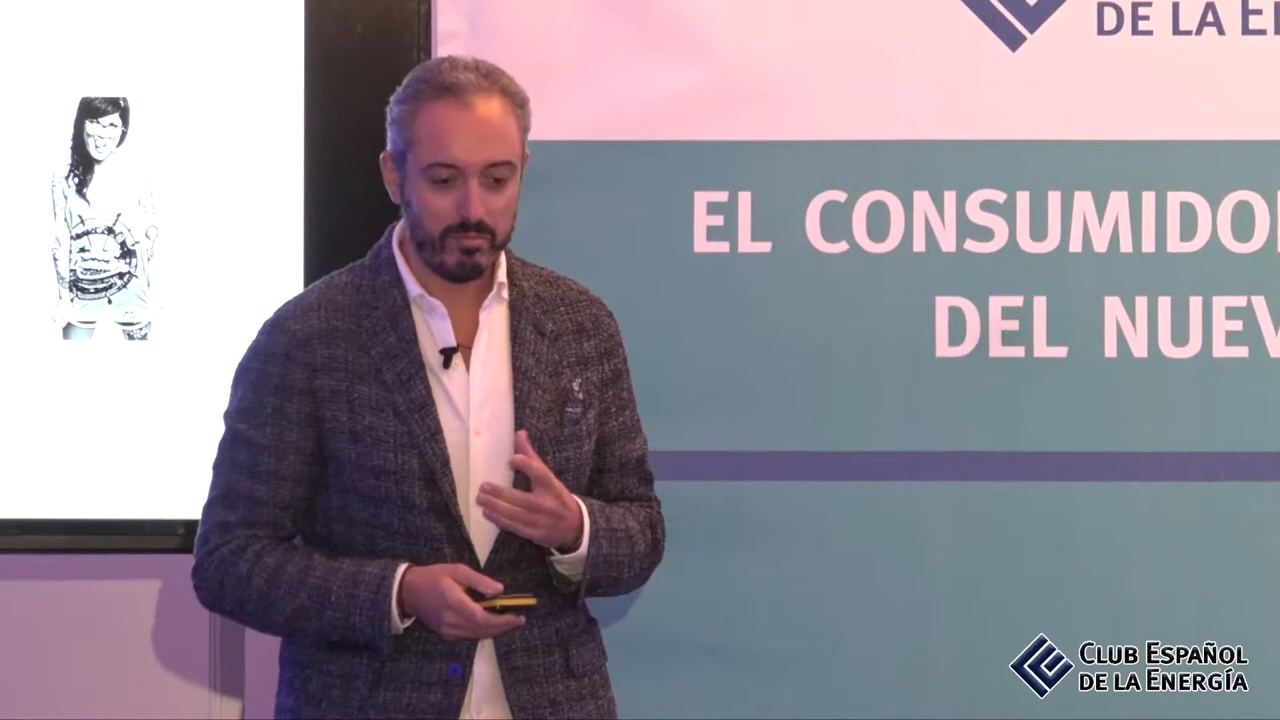 DE LA E
EL CONSUMIDO
DEL NUEV
CLUB ESPAÑOL
DE LA ENERGÍA